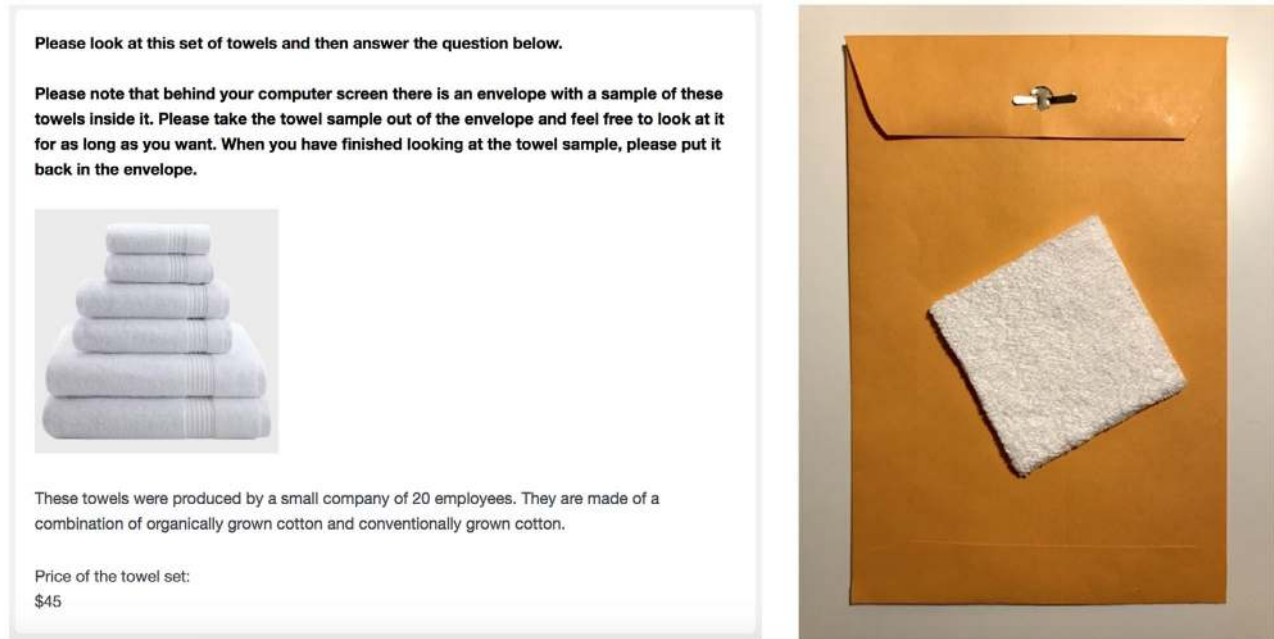 Please look at this set of towels and then answer the question below.
Please note that behind your computer screen there is an envelope with a sample of these
towels inside it. Please take the towel sample out of the envelope and feel free to look at it
for as long as you want. When you have finished looking at the towel sample, please put it
back in the envelope.
These towels were produced by a small company of 20 employees. They are made of a
combination of organically grown cotton and conventionally grown cotton.
Price of the towel set:
$45